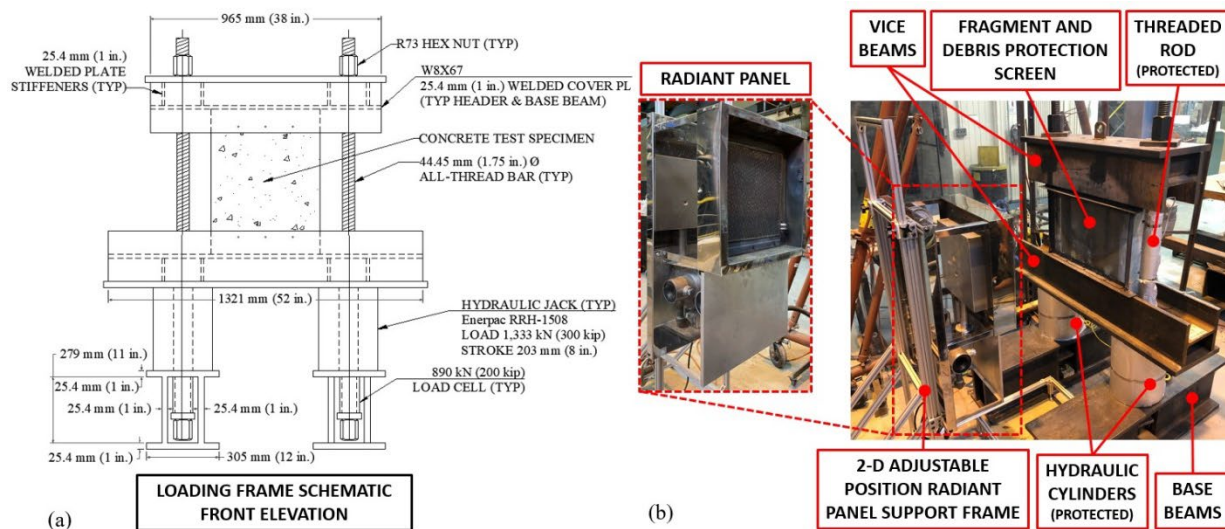 965 mm (38 in.)
25.4 mm (1 in.)
WELDED PLATE
STIFFENERS (TYP)
R73 HEX NUT (TYP)
W8X67
25.4 mm (1 in.) WELDED COVER PL
(TYP HEADER & BASE BEAM)
CONCRETE TEST SPECIMEN
44.45 mm (1.75 in.) Ø
ALL-THREAD BAR (TYP)
1321 mm (52 in.)
HYDRAULIC JACK (TYP)
Enerpac RRH-1508
LOAD 1,333 kN (300 kip)
STROKE 203 mm (8 in.)
279 mm (11 in.)
25.4 mm (1 in.)
25.4 mm (1 in.)
25.4 mm (1 in.)
890 kN (200 kip)
LOAD CELL (TYP)
25.4 mm (1 in.)
305 mm (12 in.)
LOADING FRAME SCHEMATIC
FRONT ELEVATION
(a)
RADIANT PANEL
VICE
BEAMS
FRAGMENT AND
DEBRIS PROTECTION
SCREEN
THREADED
ROD
(PROTECTED)
2-D ADJUSTABLE
POSITION RADIANT
PANEL SUPPORT FRAME
HYDRAULIC
CYLINDERS
(PROTECTED)
BASE
BEAMS
(b)